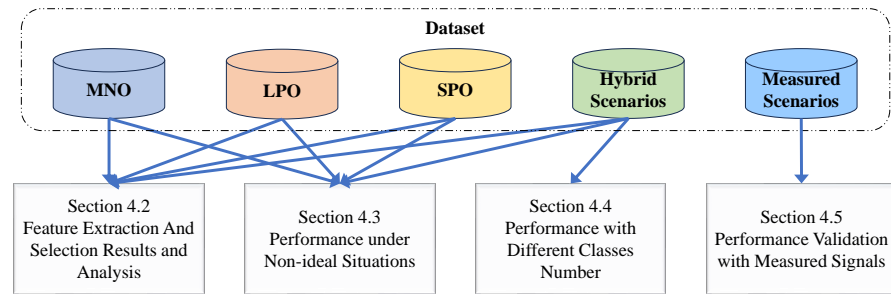 Dataset
MNO
LPO
SPO
Hybrid
Scenarios
Measured
Scenarios
Section 4.2
Feature Extraction And
Selection Results and
Analysis
Section 4.3
Performance under
Non-ideal Situations
Section 4.4
Performance with
Different Classes
Number
Section 4.5
Performance Validation
with Measured Signals